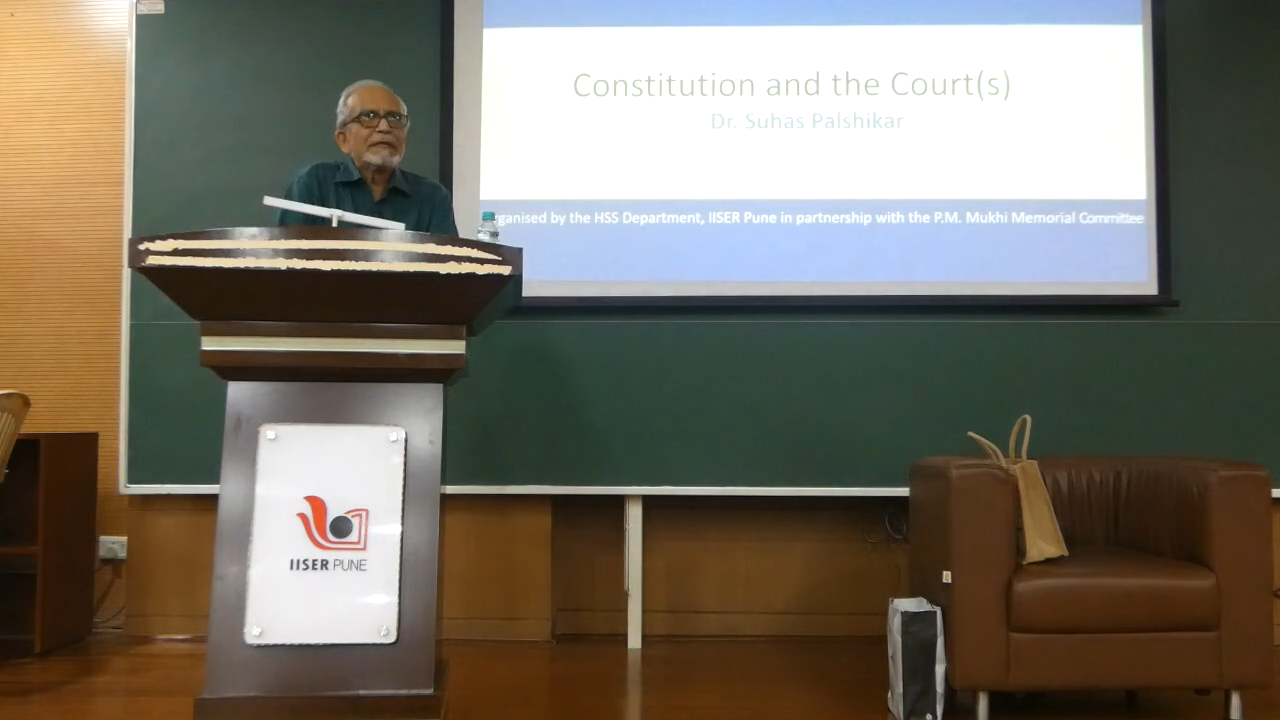 Constitution and the Court(s)
Dr. Suhas Palshikar
rganised by the HSS Department, IISER Pune in partnership with the P.M. Mukhi Memorial Committee
IISER PUNE